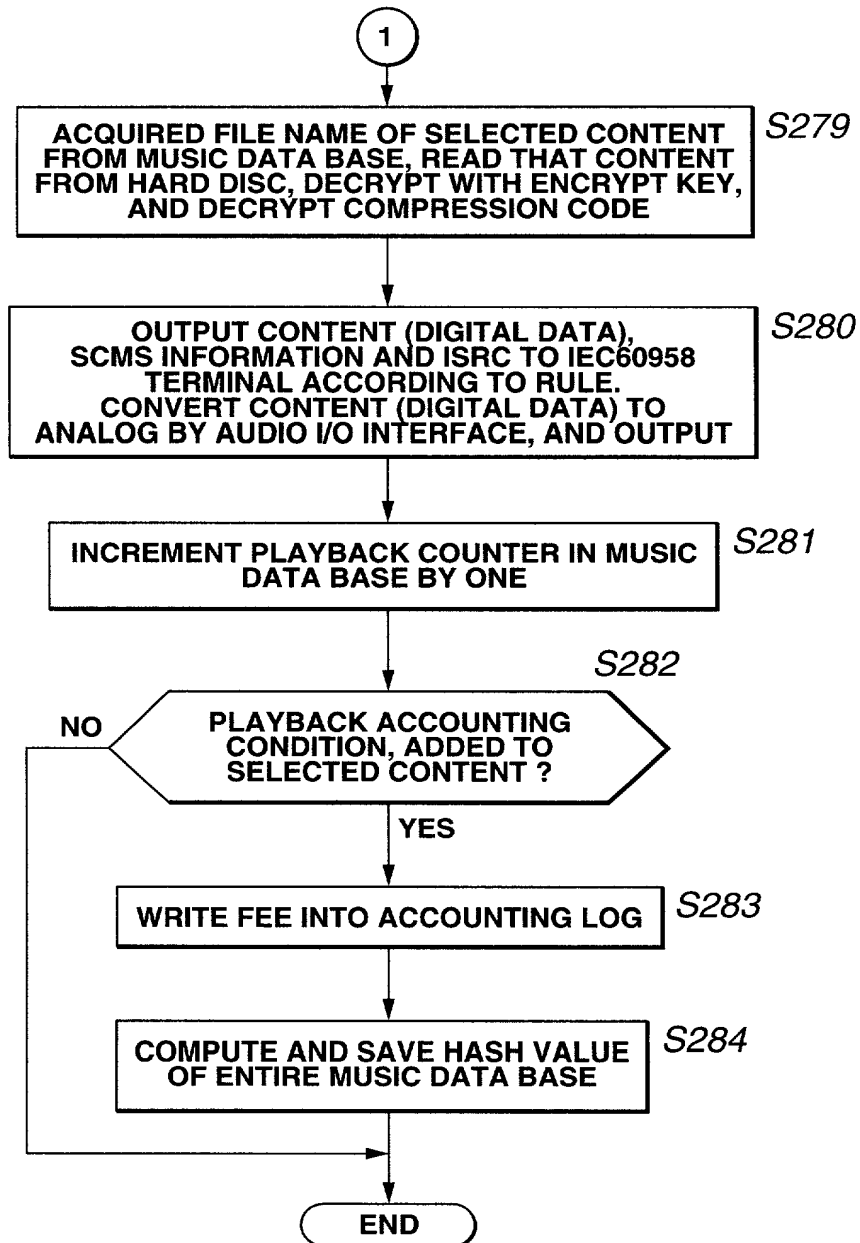 1
ACQUIRED FILE NAME OF SELECTED CONTENT
FROM MUSIC DATA BASE, READ THAT CONTENT
FROM HARD DISC, DECRYPT WITH ENCRYPT KEY,
AND DECRYPT COMPRESSION CODE
S279
OUTPUT CONTENT (DIGITAL DATA),
SCMS INFORMATION AND ISRC TO IEC60958
TERMINAL ACCORDING TO RULE.
CONVERT CONTENT (DIGITAL DATA) TO
ANALOG BY AUDIO I/O INTERFACE, AND OUTPUT
S280
INCREMENT PLAYBACK COUNTER IN MUSIC
DATA BASE BY ONE
S281
S282
PLAYBACK ACCOUNTING
CONDITION, ADDED TO
SELECTED CONTENT ?
NO
YES
WRITE FEE INTO ACCOUNTING LOG
S283
COMPUTE AND SAVE HASH VALUE
OF ENTIRE MUSIC DATA BASE
S284
END